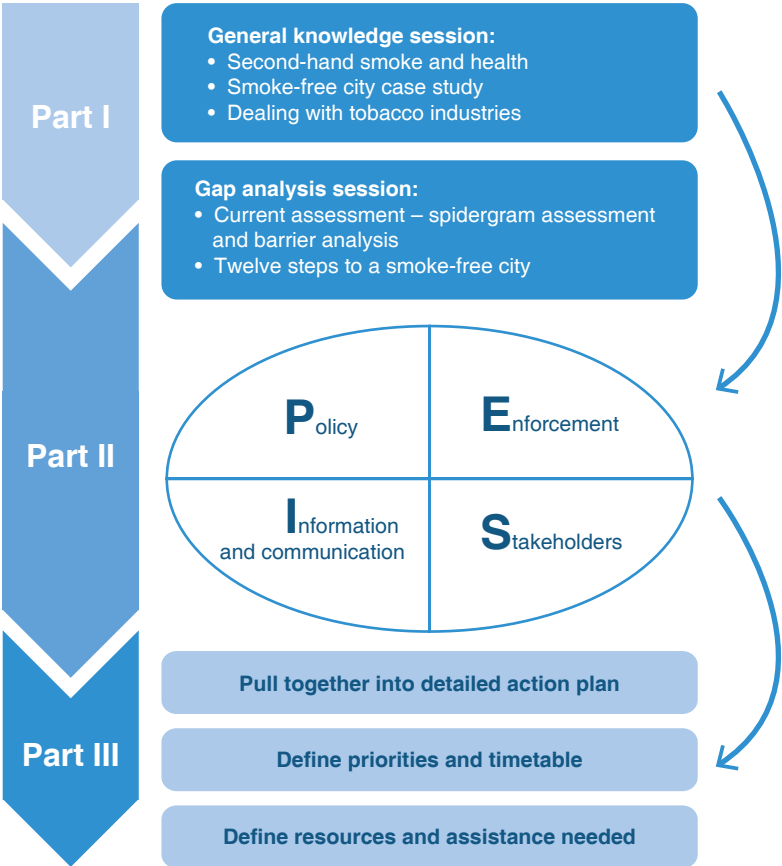 Part I
General knowledge session:
• Second-hand smoke and health
• Smoke-free city case study
• Dealing with tobacco industries
Gap analysis session:
• Current assessment – spidergram assessment
and barrier analysis
• Twelve steps to a smoke-free city
Part II
Policy
Enforcement
Information
and communication
Stakeholders
Part III
Pull together into detailed action plan
Define priorities and timetable
Define resources and assistance needed